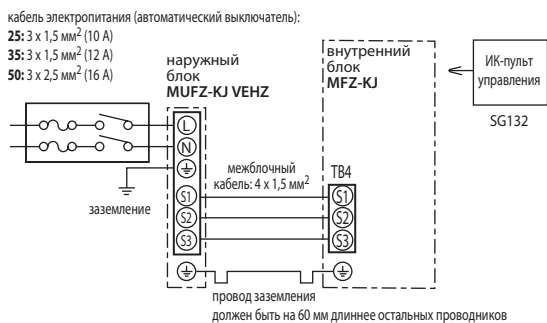 кабель электропитания (автоматический выключатель):
25: 3 x 1,5 мм² (10 А)
35: 3 x 1,5 мм² (12 А)
50: 3 x 2,5 мм² (16 А)
наружный
блок
MUFZ-KJ VEHZ
внутренний
блок
MFZ-KJ
ИК-пульт
управления
SG132
L
N
межблочный
кабель: 4 x 1,5 мм²
TB4
заземление
S1
S2
S3
S1
S2
S3
провод заземления
должен быть на 60 мм длиннее остальных проводников